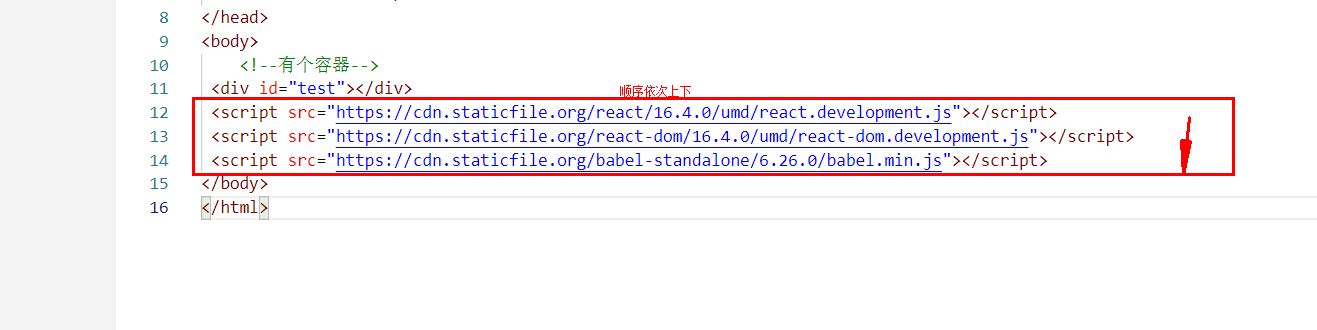 8 </head>
9 <body>
10 <!--有个容器-->
11 <div id="test"></div>
顺序依次上下
12 <script src="https://cdn.staticfile.org/react/16.4.0/umd/react.development.js"></script>
13 <script src="https://cdn.staticfile.org/react-dom/16.4.0/umd/react-dom.development.js"></script>
14 <script src="https://cdn.staticfile.org/babel-standalone/6.26.0/babel.min.js"></script>
15 </body>
16 </html>